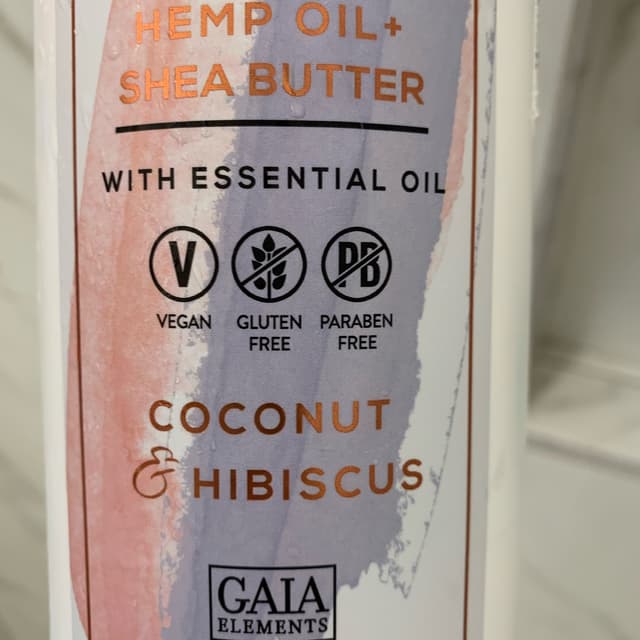 HEMP OIL+
SHEA BUTTER
WITH ESSENTIAL OIL
V PB
VEGAN GLUTEN FREE PARABEN FREE
COCONUT
& HIBISCUS
GAIA
ELEMENTS